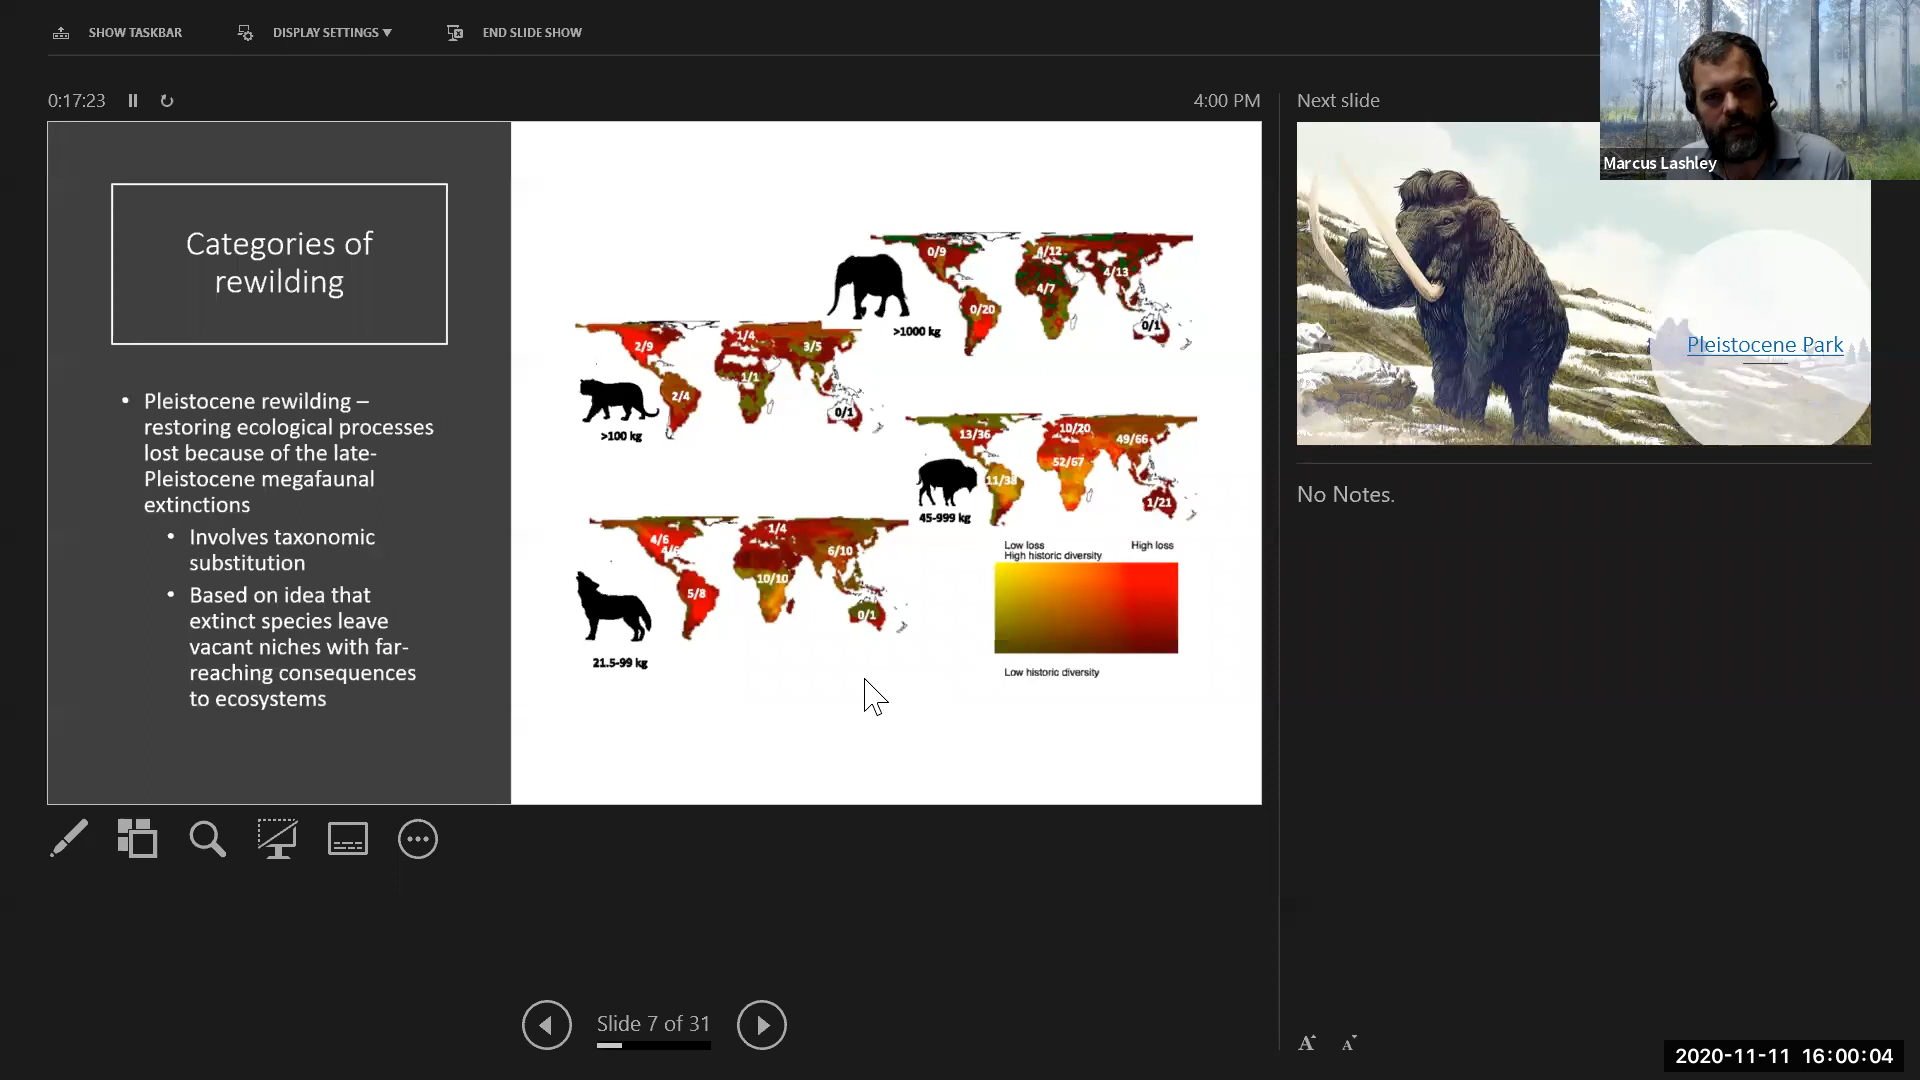 SHOW TASKBAR
DISPLAY SETTINGS ▼
END SLIDE SHOW
0:17:23
4:00 PM
Next slide
Marcus Lashley
Categories of
rewilding
• Pleistocene rewilding –
restoring ecological processes
lost because of the late-
Pleistocene megafaunal
extinctions
• Involves taxonomic
substitution
• Based on idea that
extinct species leave
vacant niches with far-
reaching consequences
to ecosystems
0/9
4/12
4/13
4/7
0/20
0/1
>1000 kg
2/9
1/4
3/5
1/1
2/4
0/1
>100 kg
13/36
10/20
49/66
52/67
11/38
1/21
45-999 kg
4/6
4/6
1/4
6/10
10/10
5/8
0/1
21.5-99 kg
Low loss
High loss
High historic diversity
Low historic diversity
Pleistocene Park
No Notes.
Slide 7 of 31
A
A
2020-11-11 16:00:04